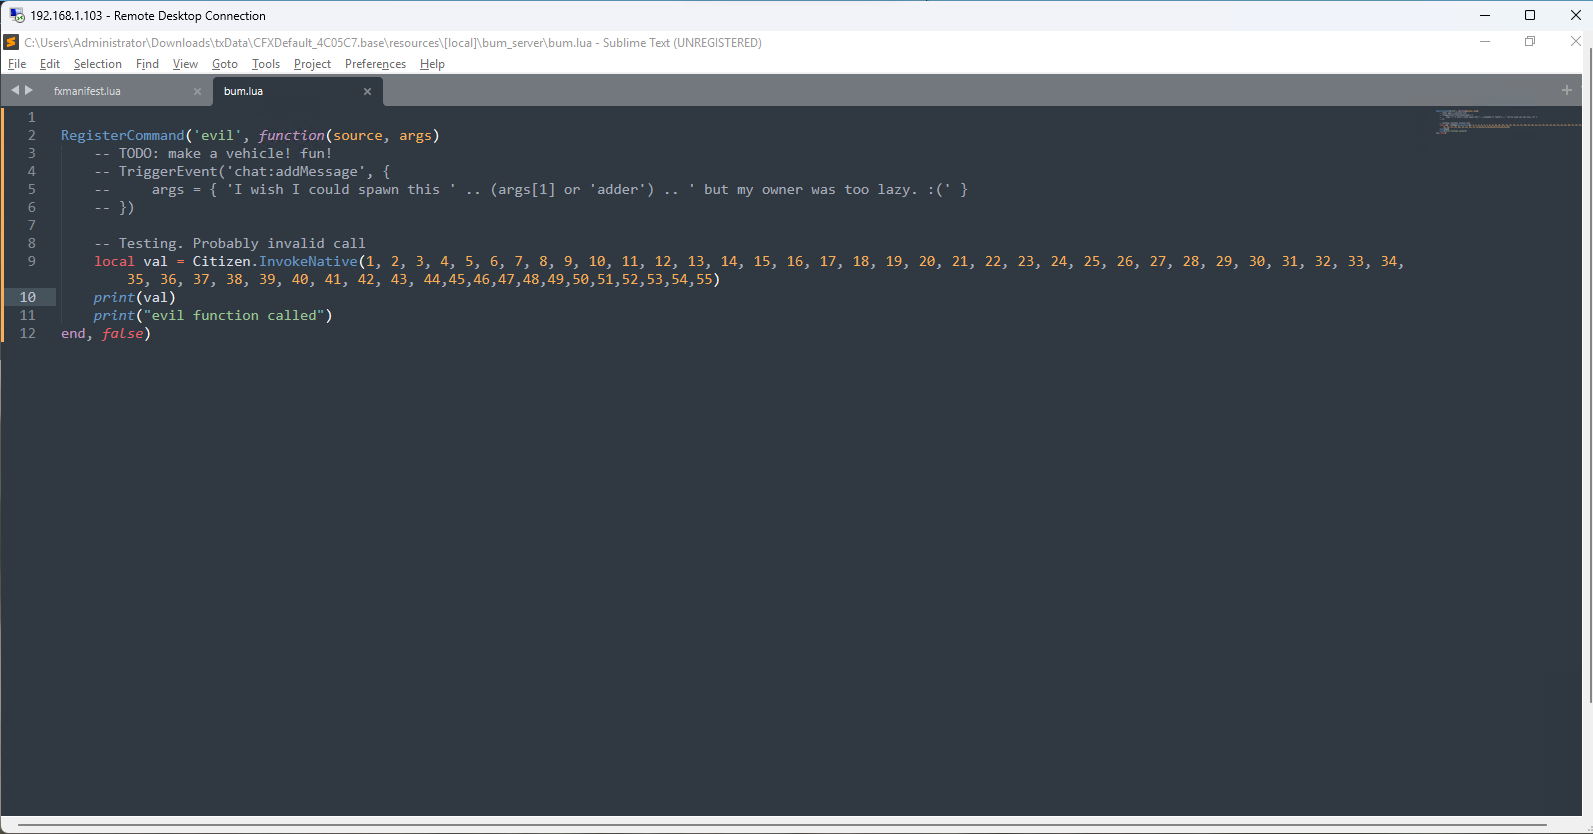 192.168.1.103 - Remote Desktop Connection
C:\Users\Administrator\Downloads\txData\CFXDefault_4C05C7.base\resources\[local]\bum_server\bum.lua - Sublime Text (UNREGISTERED)
File Edit Selection Find View Goto Tools Project Preferences Help
fxmanifest.lua bum.lua
1
2 RegisterCommand('evil', function(source, args)
3 -- TODO: make a vehicle! fun!
4 -- TriggerEvent('chat:addMessage', {
5 --     args = { 'I wish I could spawn this ' .. (args[1] or 'adder') .. ' but my owner was too lazy. :(' }
6 -- })
7
8 -- Testing. Probably invalid call
9 local val = Citizen.InvokeNative(1, 2, 3, 4, 5, 6, 7, 8, 9, 10, 11, 12, 13, 14, 15, 16, 17, 18, 19, 20, 21, 22, 23, 24, 25, 26, 27, 28, 29, 30, 31, 32, 33, 34,
35, 36, 37, 38, 39, 40, 41, 42, 43, 44,45,46,47,48,49,50,51,52,53,54,55)
10 print(val)
11 print("evil function called")
12 end, false)